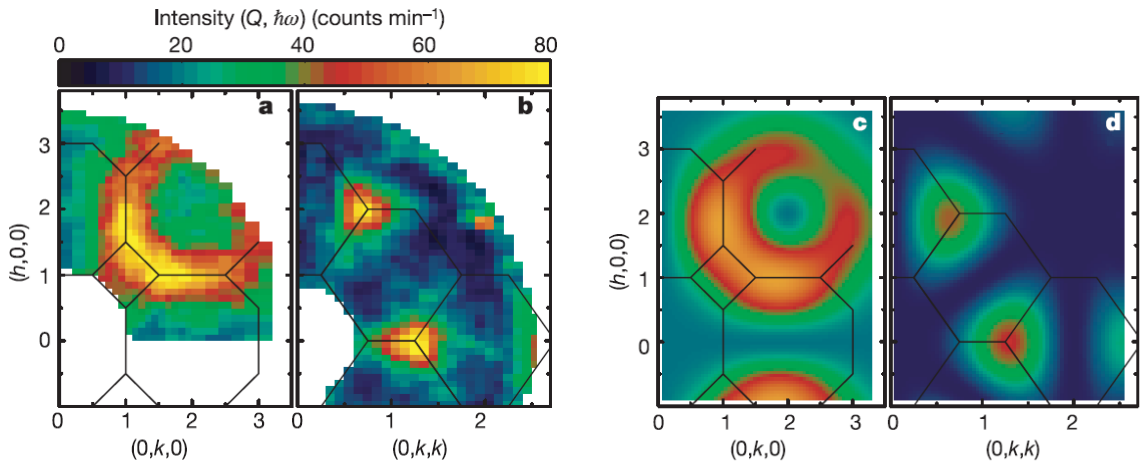 Intensity (Q, ħω) (counts min⁻¹)
0 20 40 60 80
a b
c d
3
2
1
0
(h,0,0)
0 1 2 3
(0,k,0)
0 1 2
(0,k,k)
3
2
1
0
(h,0,0)
0 1 2 3
(0,k,0)
0 1 2
(0,k,k)